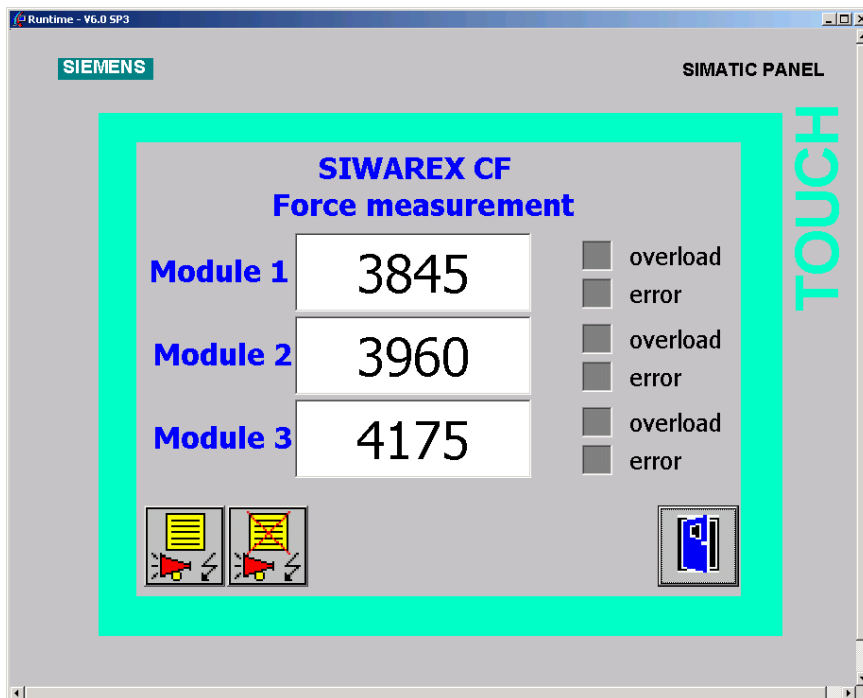 Runtime - V6.0 SP3
SIEMENS
SIMATIC PANEL
TOUCH
SIWAREX CF
Force measurement
Module 1
3845
overload
error
Module 2
3960
overload
error
Module 3
4175
overload
error